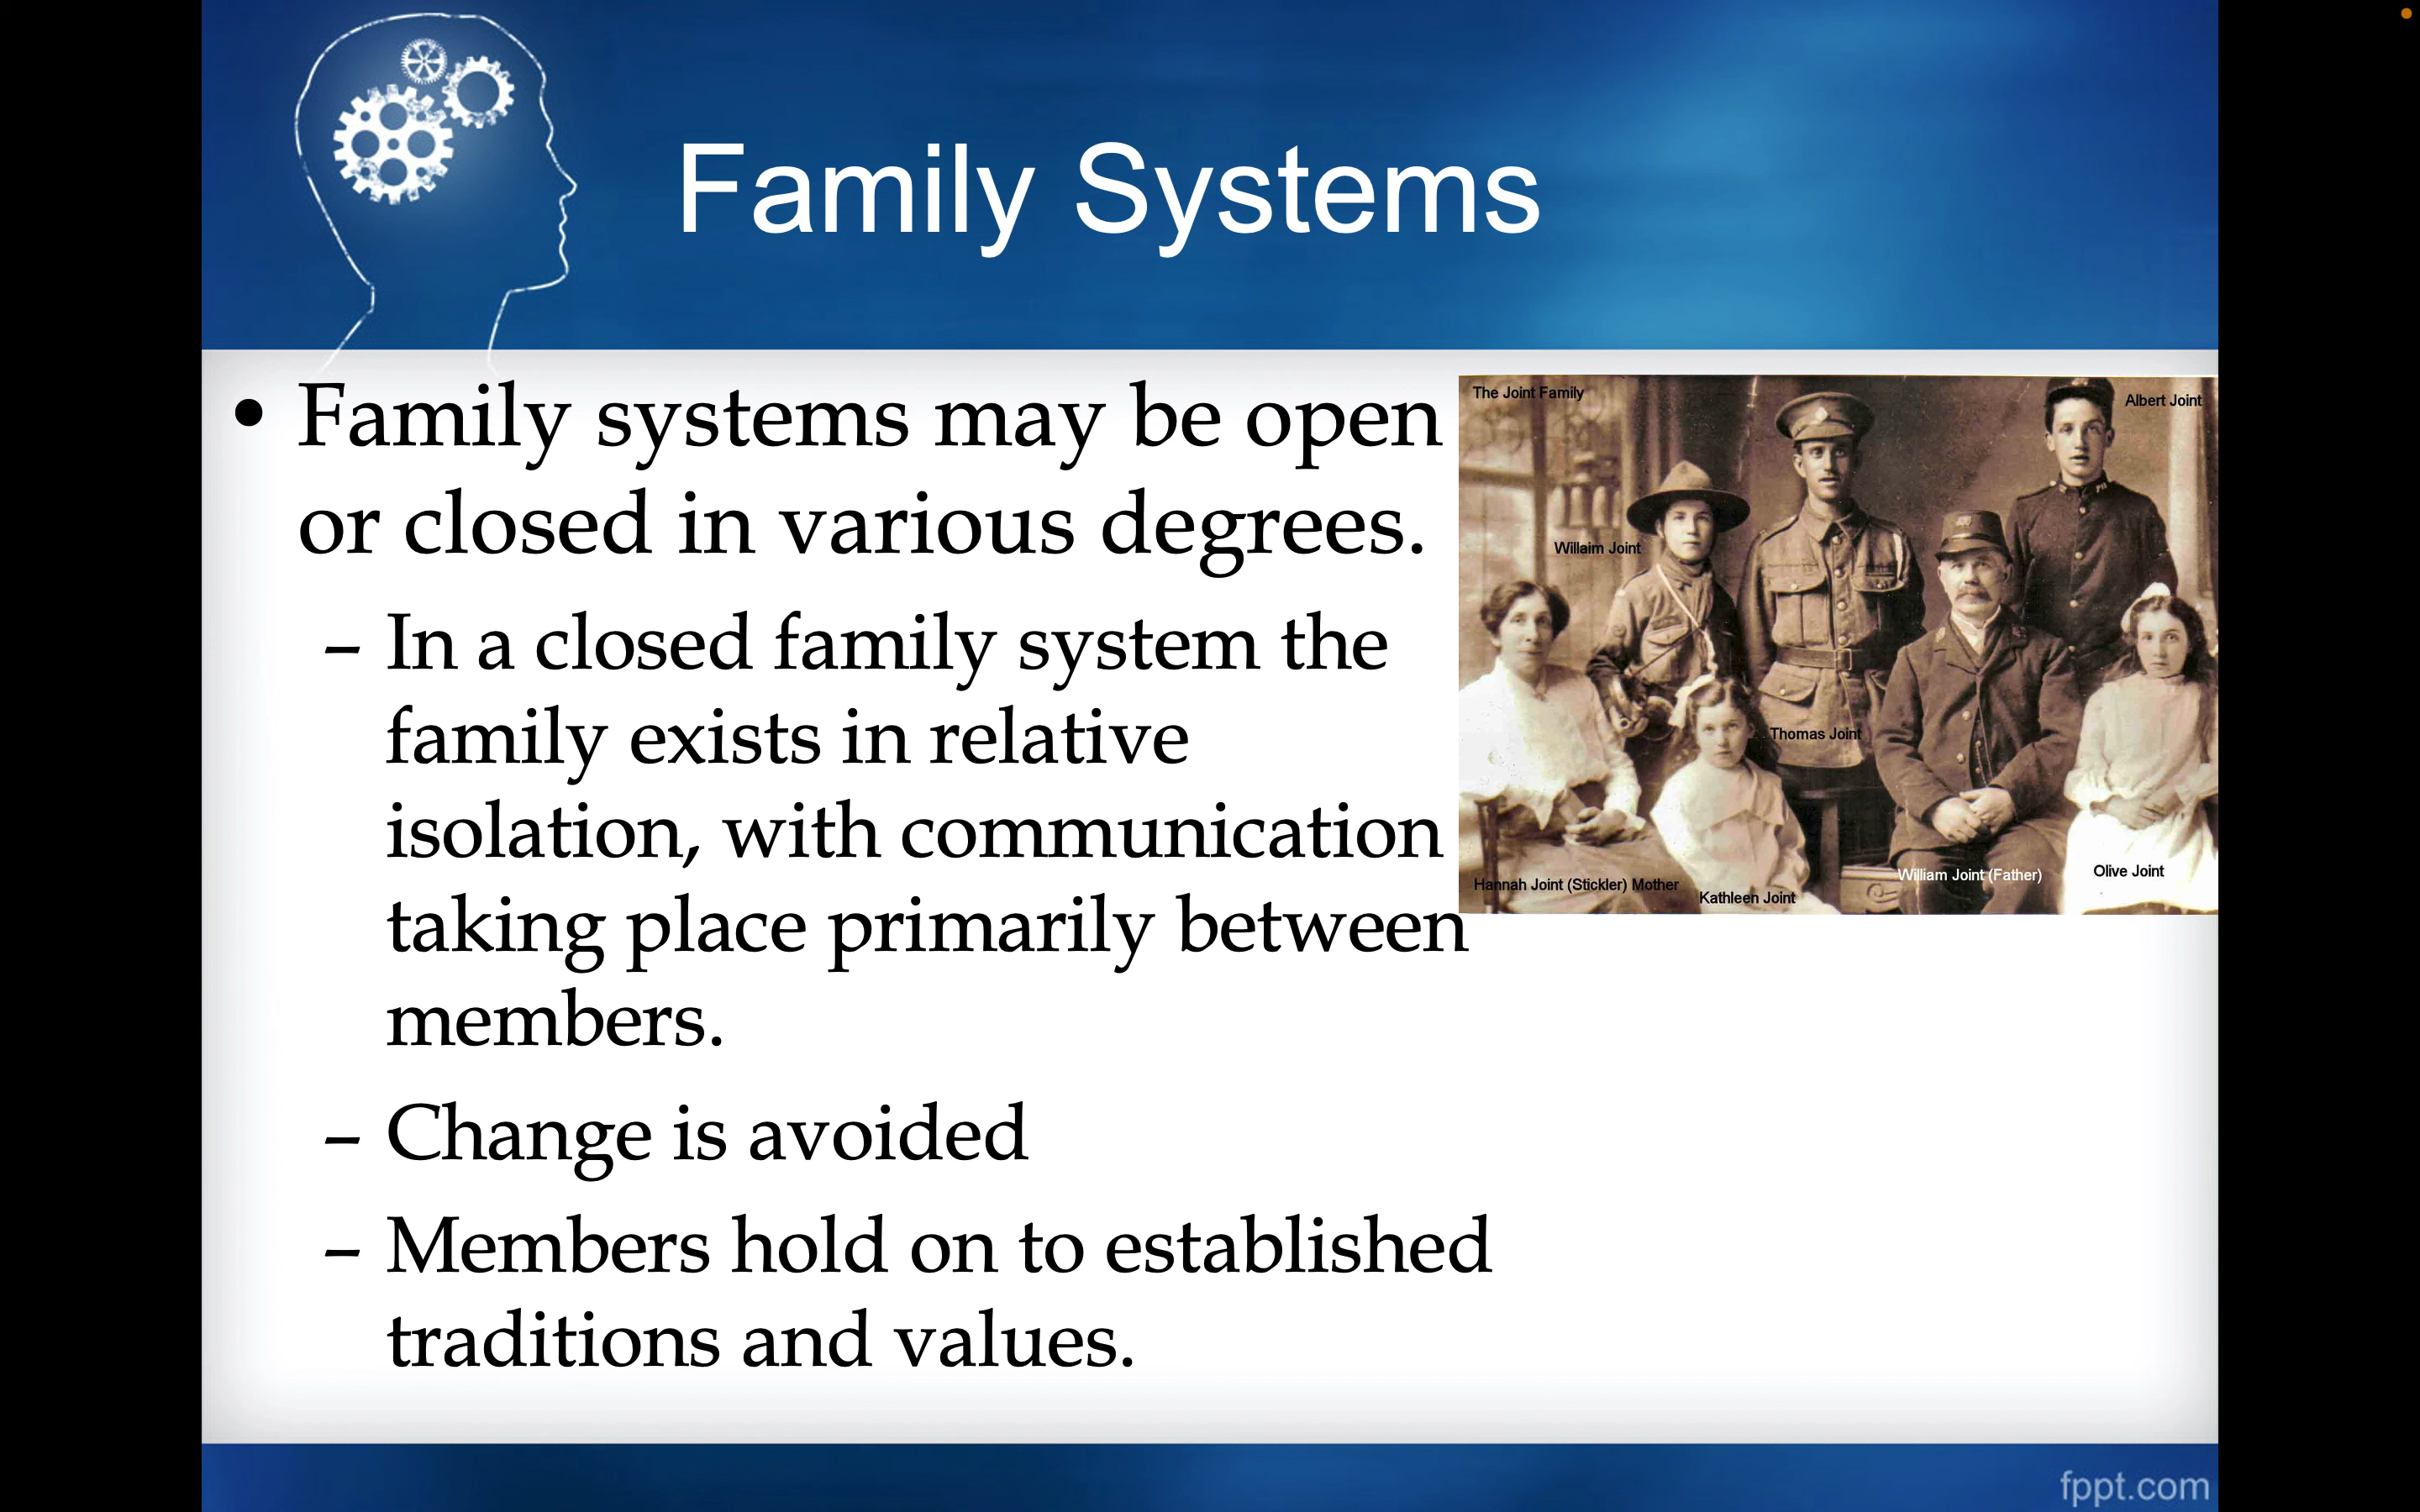 Family Systems
• Family systems may be open
or closed in various degrees.
– In a closed family system the
family exists in relative
isolation, with communication
taking place primarily between
members.
– Change is avoided
– Members hold on to established
traditions and values.
The Joint Family
Albert Joint
Willaim Joint
Thomas Joint
Hannah Joint (Stickler) Mother
Kathleen Joint
William Joint (Father)
Olive Joint
fppt.com